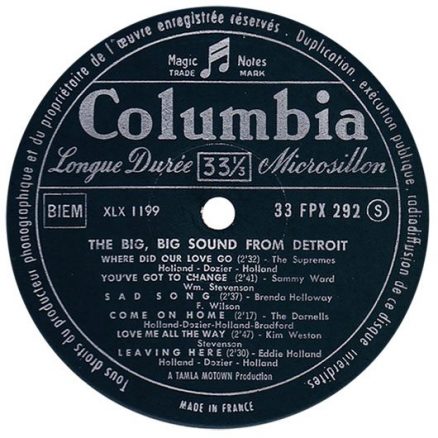 Tous droits du producteur phonographique et du propriétaire de l'œuvre enregistrée réservés · Duplication, exécution publique, radiodiffusion de ce disque interdites.
Magic Notes
TRADE MARK
Columbia
Longue Durée 33⅓ Microsillon
BIEM XLX 1199 33 FPX 292 S
THE BIG, BIG SOUND FROM DETROIT
WHERE DID OUR LOVE GO (2'32) - The Supremes
Holland - Dozier - Holland
YOU'VE GOT TO CHANGE (2'41) - Sammy Ward
Wm. Stevenson
SAD SONG (2'37) - Brenda Holloway
F. Wilson
COME ON HOME (2'17) - The Darnells
Holland-Dozier-Holland-Bradford
LOVE ME ALL THE WAY (2'47) - Kim Weston
Stevenson
LEAVING HERE (2'30) - Eddie Holland
Holland - Dozier - Holland
A TAMLA MOTOWN Production
MADE IN FRANCE